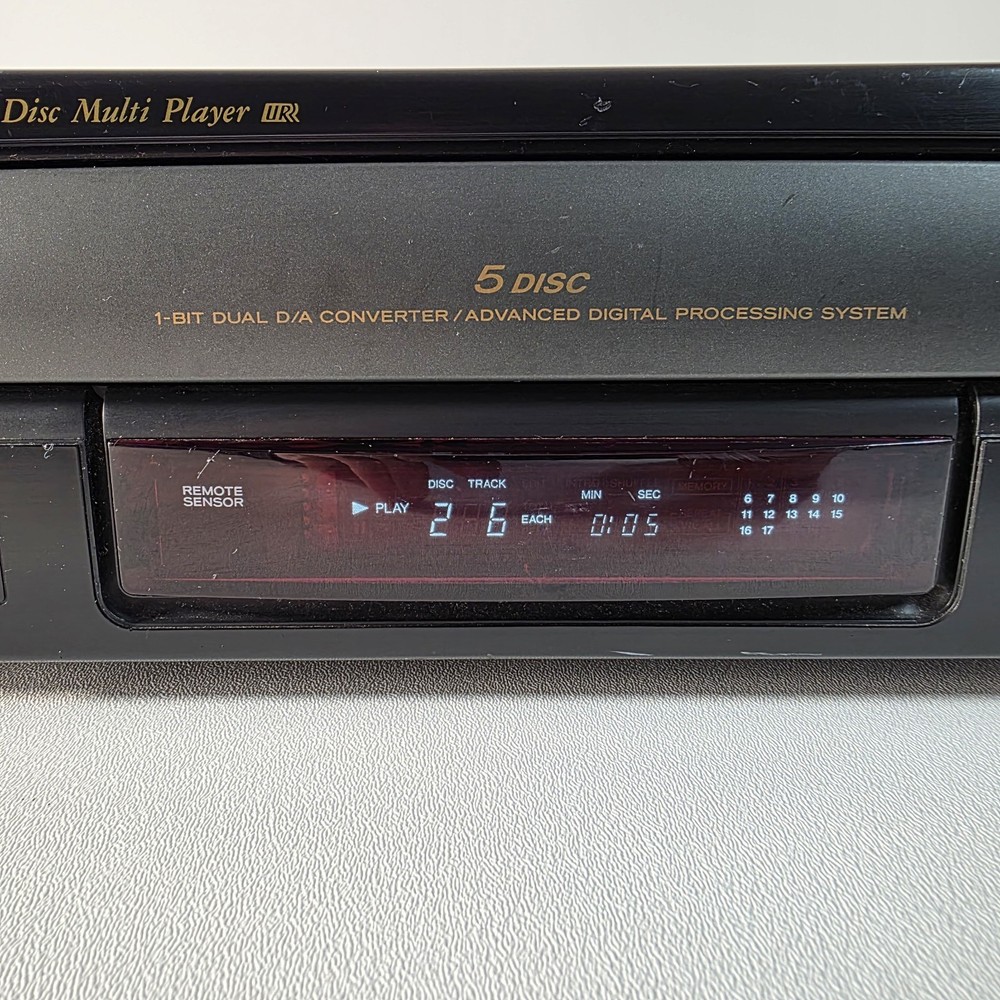 Disc Multi Player
5 DISC
1-BIT DUAL D/A CONVERTER/ADVANCED DIGITAL PROCESSING SYSTEM
REMOTE
SENSOR
DISC TRACK MIN SEC
PLAY 2 6 EACH 0:05
6 7 8 9 10
11 12 13 14 15
16 17
MEMORY